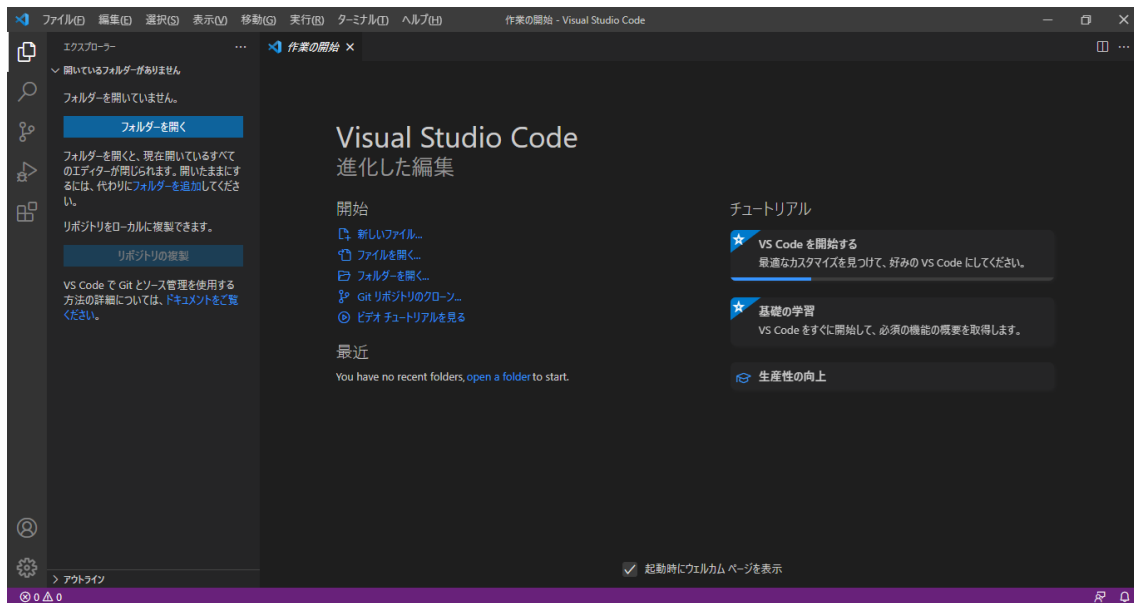 ファイル(F) 編集(E) 選択(S) 表示(V) 移動(G) 実行(R) ターミナル(T) ヘルプ(H) 作業の開始 - Visual Studio Code
エクスプローラー
作業の開始
開いているフォルダーがありません
フォルダーを開いていません。
フォルダーを開く
フォルダーを開くと、現在開いているすべて
のエディターが閉じられます。開いたままにす
るには、代わりにフォルダーを追加してくださ
い。
リポジトリをローカルに複製できます。
リポジトリの複製
VS Code で Git とソース管理を使用する
方法の詳細については、ドキュメントをご覧
ください。
アウトライン
Visual Studio Code
進化した編集
開始
新しいファイル...
ファイルを開く...
フォルダーを開く...
Git リポジトリのクローン...
ビデオ チュートリアルを見る
最近
You have no recent folders, open a folder to start.
チュートリアル
VS Code を開始する
最適なカスタマイズを見つけて、好みの VS Code にしてください。
基礎の学習
VS Code をすぐに開始して、必須の機能の概要を取得します。
生産性の向上
起動時にウェルカム ページを表示
0 0